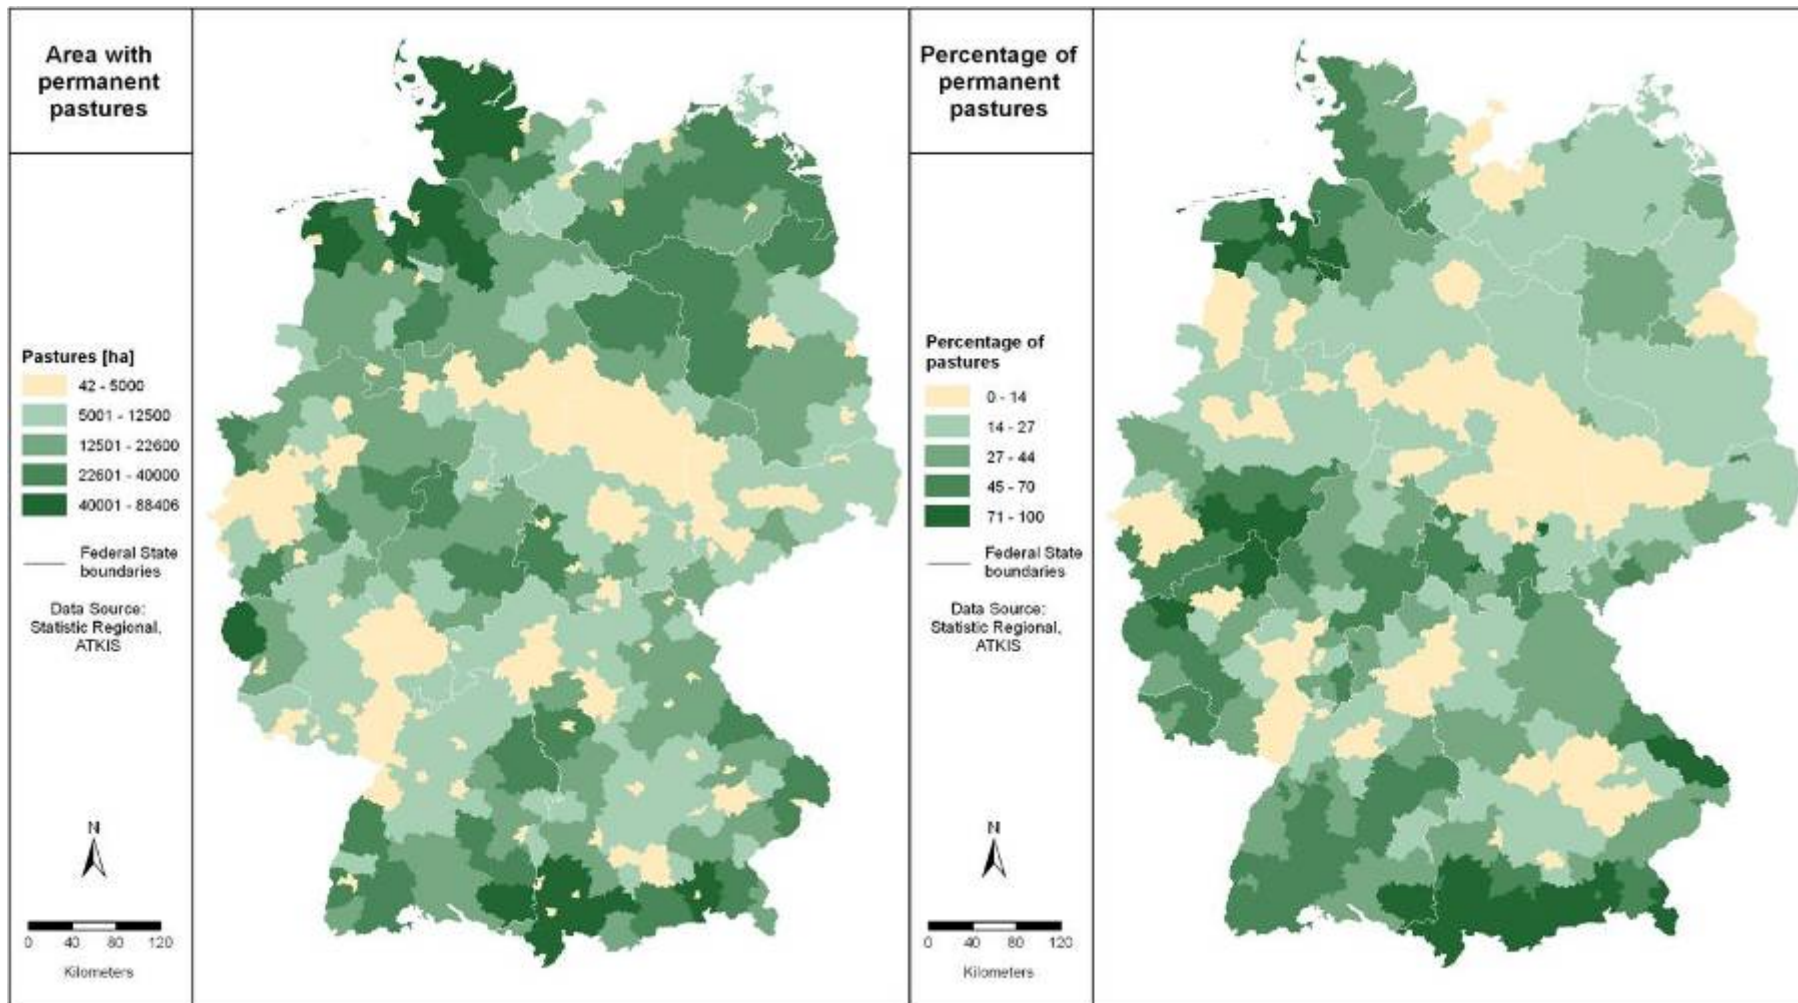 Area with
permanent
pastures
Pastures [ha]
42 - 5000
5001 - 12500
12501 - 22600
22601 - 40000
40001 - 88406
Federal State
boundaries
Data Source:
Statistic Regional,
ATKIS
N
0 40 80 120
Kilometers
Percentage of
permanent
pastures
Percentage of
pastures
0 - 14
14 - 27
27 - 44
45 - 70
71 - 100
Federal State
boundaries
Data Source:
Statistic Regional,
ATKIS
N
0 40 80 120
Kilometers